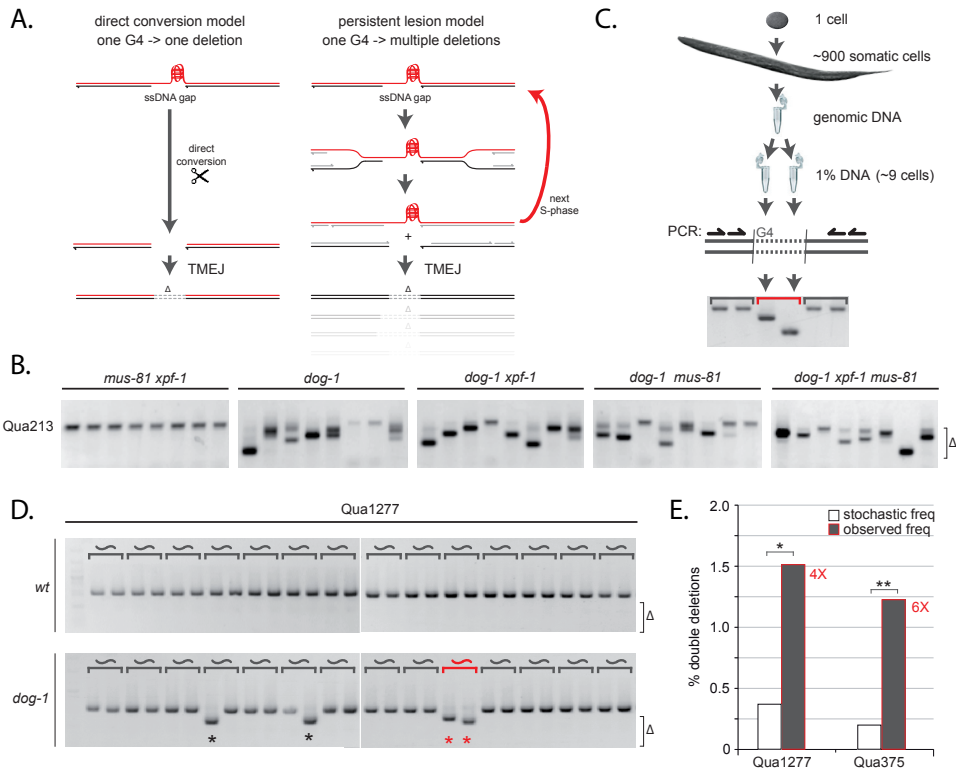 A.
direct conversion model
one G4 -> one deletion
ssDNA gap
direct
conversion
TMEJ
Δ
persistent lesion model
one G4 -> multiple deletions
ssDNA gap
next
S-phase
+
TMEJ
Δ
Δ
Δ
Δ
C.
1 cell
~900 somatic cells
genomic DNA
1% DNA (~9 cells)
PCR:
G4
B.
mus-81 xpf-1
dog-1
dog-1 xpf-1
dog-1 mus-81
dog-1 xpf-1 mus-81
Qua213
Δ
D.
Qua1277
wt
Δ
dog-1
Δ
* * * *
E.
stochastic freq
observed freq
% double deletions
2.0
1.5
1.0
0.5
0
*
4X
**
6X
Qua1277
Qua375